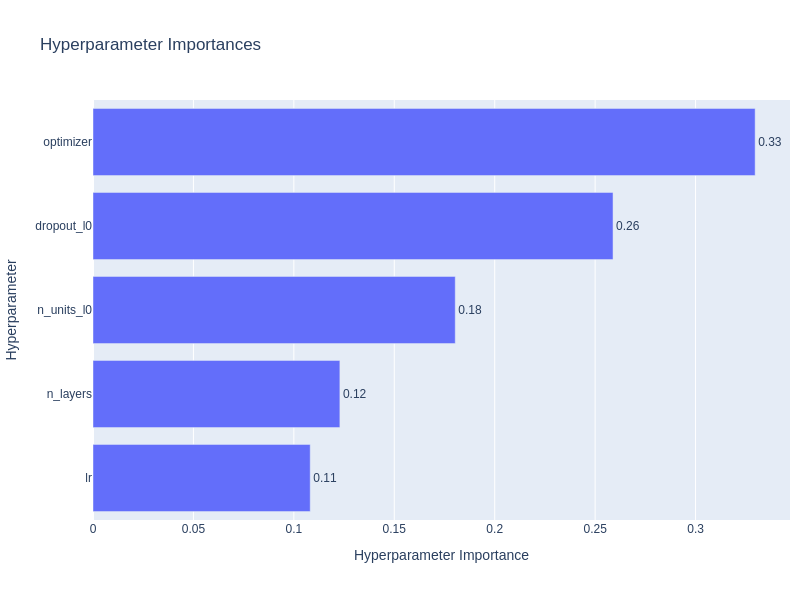 Hyperparameter Importances
optimizer
0.33
dropout_l0
0.26
n_units_l0
0.18
n_layers
0.12
lr
0.11
0
0.05
0.1
0.15
0.2
0.25
0.3
Hyperparameter Importance
Hyperparameter